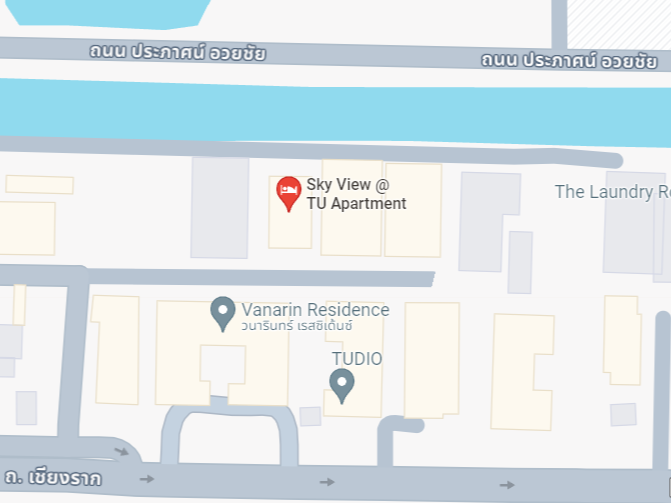 ถนน ประภาศน์ อวยชัย
ถนน ประภาศน์ อวยชัย
Sky View @
TU Apartment
The Laundry R
Vanarin Residence
วนารินทร์ เรสซิเด้นซ์
TUDIO
ถ. เชียงราก